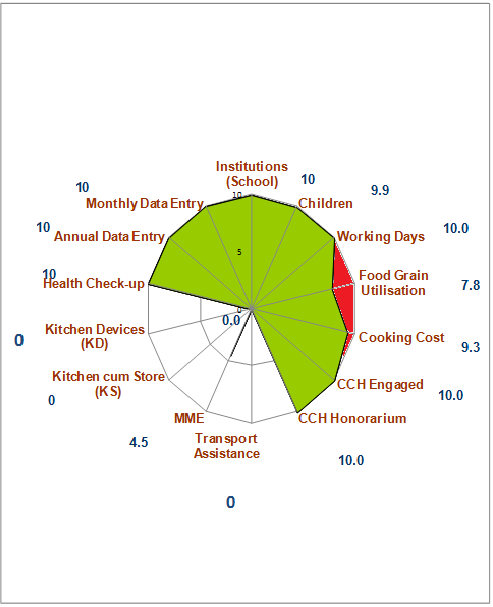 Institutions
(School)
10
10
9.9
10
Monthly Data Entry
Children
10
Annual Data Entry
Working Days
10.0
5
10
Health Check-up
Food Grain
Utilisation
7.8
0
0.0
Kitchen Devices
(KD)
0
Cooking Cost
9.3
Kitchen cum Store
(KS)
0
CCH Engaged
10.0
MME
4.5
CCH Honorarium
10.0
Transport
Assistance
0